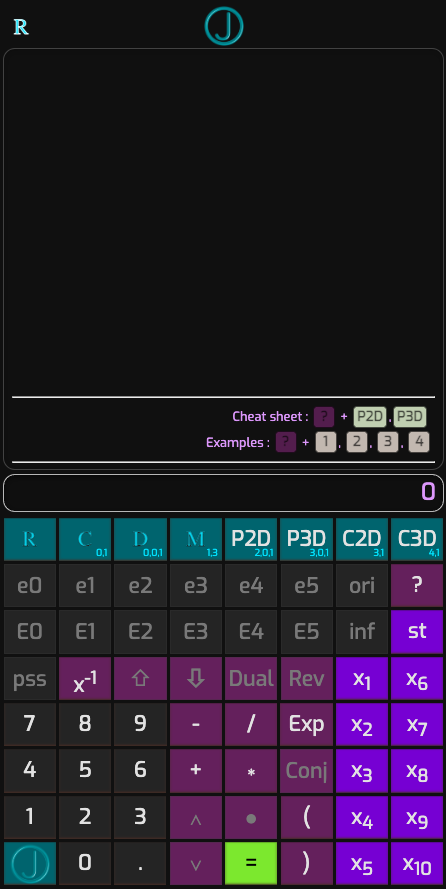 R J
Cheat sheet : ? + P2D , P3D
Examples : ? + 1 , 2 , 3 , 4
0
R C 0,1 D 0,0,1 M 1,3 P2D 2,0,1 P3D 3,0,1 C2D 3,1 C3D 4,1
e0 e1 e2 e3 e4 e5 ori ?
E0 E1 E2 E3 E4 E5 inf st
pss x⁻¹ ⇧ ⇩ Dual Rev x₁ x₆
7 8 9 - / Exp x₂ x₇
4 5 6 + * Conj x₃ x₈
1 2 3 ^ • ( x₄ x₉
J 0 . v = ) x₅ x₁₀